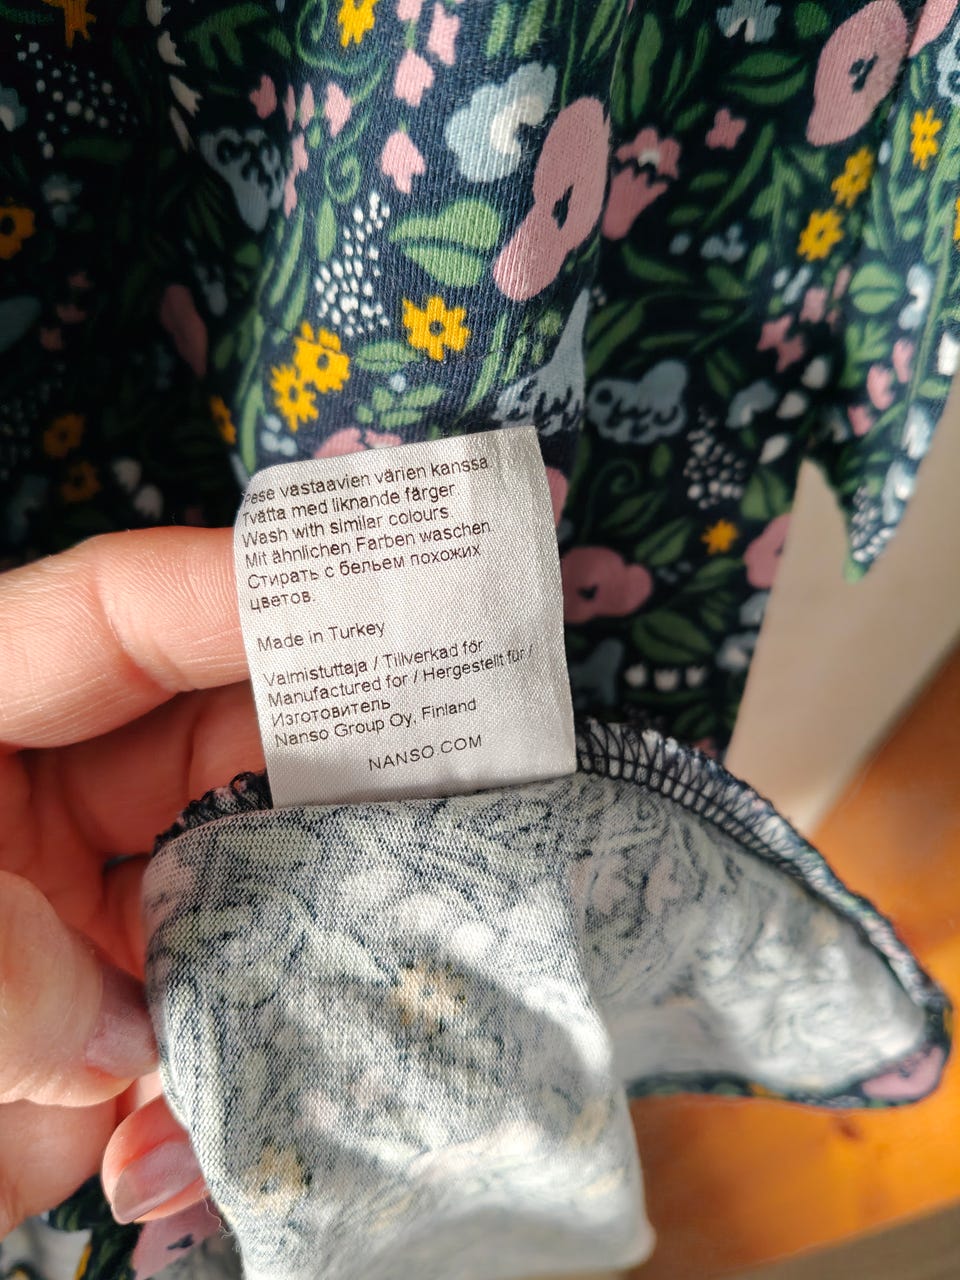 Pese vastaavien värien kanssa
Tvätta med liknande färger
Wash with similar colours
Mit ähnlichen Farben waschen
Стирать с бельем похожих
цветов.
Made in Turkey
Valmistuttaja / Tillverkad för
Manufactured for / Hergestellt für /
Изготовитель
Nanso Group Oy, Finland
NANSO.COM